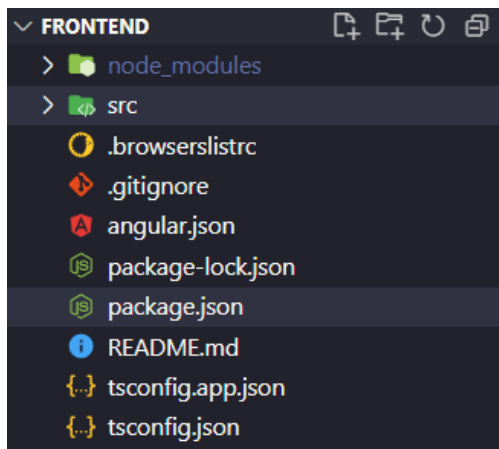 FRONTEND
node_modules
src
.browserslistrc
.gitignore
angular.json
package-lock.json
package.json
README.md
tsconfig.app.json
tsconfig.json